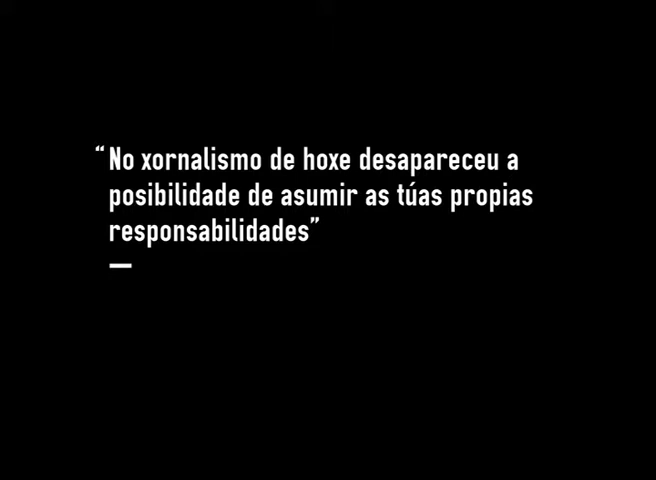 “No xornalismo de hoxe desapareceu a
posibilidade de asumir as túas propias
responsabilidades”